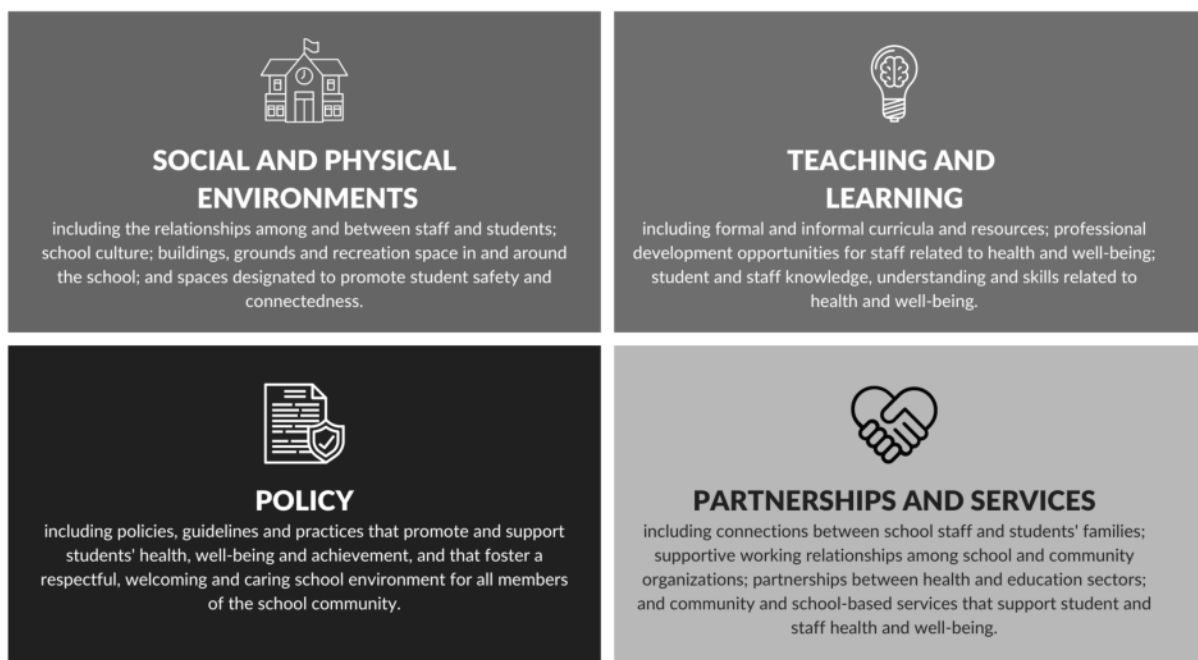 SOCIAL AND PHYSICAL
ENVIRONMENTS
including the relationships among and between staff and students;
school culture; buildings, grounds and recreation space in and around
the school; and spaces designated to promote student safety and
connectedness.
TEACHING AND
LEARNING
including formal and informal curricula and resources; professional
development opportunities for staff related to health and well-being;
student and staff knowledge, understanding and skills related to
health and well-being.
POLICY
including policies, guidelines and practices that promote and support
students' health, well-being and achievement, and that foster a
respectful, welcoming and caring school environment for all members
of the school community.
PARTNERSHIPS AND SERVICES
including connections between school staff and students' families;
supportive working relationships among school and community
organizations; partnerships between health and education sectors;
and community and school-based services that support student and
staff health and well-being.